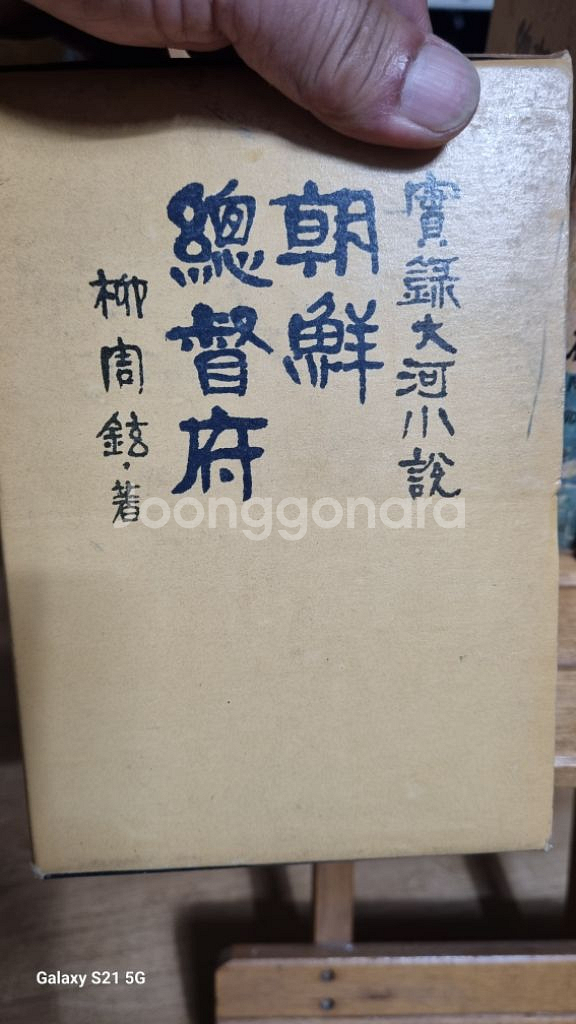 實錄大河小說
朝鮮
總督府
柳周鉉·著
Joonggonara
Galaxy S21 5G